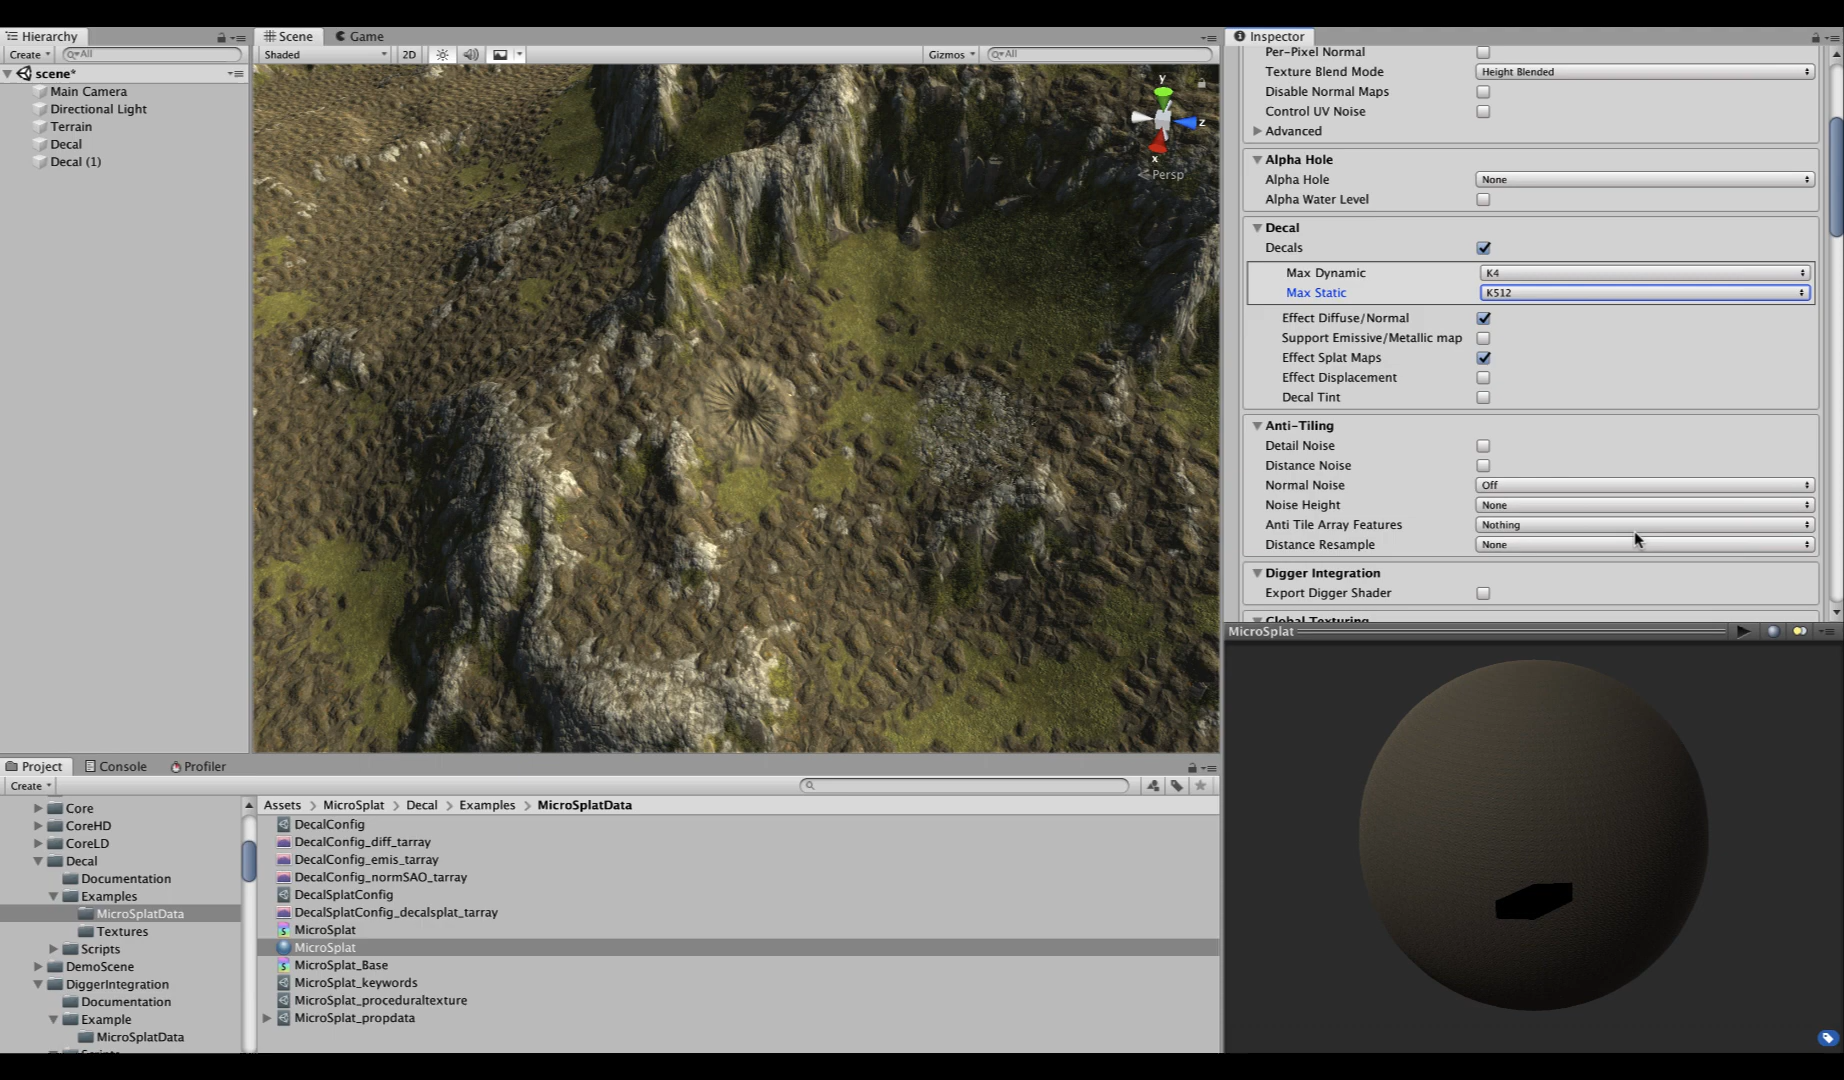 Hierarchy
Create
All
scene*
Main Camera
Directional Light
Terrain
Decal
Decal (1)
Scene
Game
Shaded
2D
Gizmos
All
y
z
x
Persp
Inspector
Per-Pixel Normal
Texture Blend Mode
Height Blended
Disable Normal Maps
Control UV Noise
Advanced
Alpha Hole
Alpha Hole
None
Alpha Water Level
Decal
Decals
Max Dynamic
K4
Max Static
K512
Effect Diffuse/Normal
Support Emissive/Metallic map
Effect Splat Maps
Effect Displacement
Decal Tint
Anti-Tiling
Detail Noise
Distance Noise
Normal Noise
Off
Noise Height
None
Anti Tile Array Features
Nothing
Distance Resample
None
Digger Integration
Export Digger Shader
Global Texturing
MicroSplat
Project
Console
Profiler
Create
Core
CoreHD
CoreLD
Decal
Documentation
Examples
MicroSplatData
Textures
Scripts
DemoScene
DiggerIntegration
Documentation
Example
MicroSplatData
Scripts
Assets > MicroSplat > Decal > Examples > MicroSplatData
DecalConfig
DecalConfig_diff_tarray
DecalConfig_emis_tarray
DecalConfig_normSAO_tarray
DecalSplatConfig
DecalSplatConfig_decalsplat_tarray
MicroSplat
MicroSplat
MicroSplat_Base
MicroSplat_keywords
MicroSplat_proceduraltexture
MicroSplat_propdata